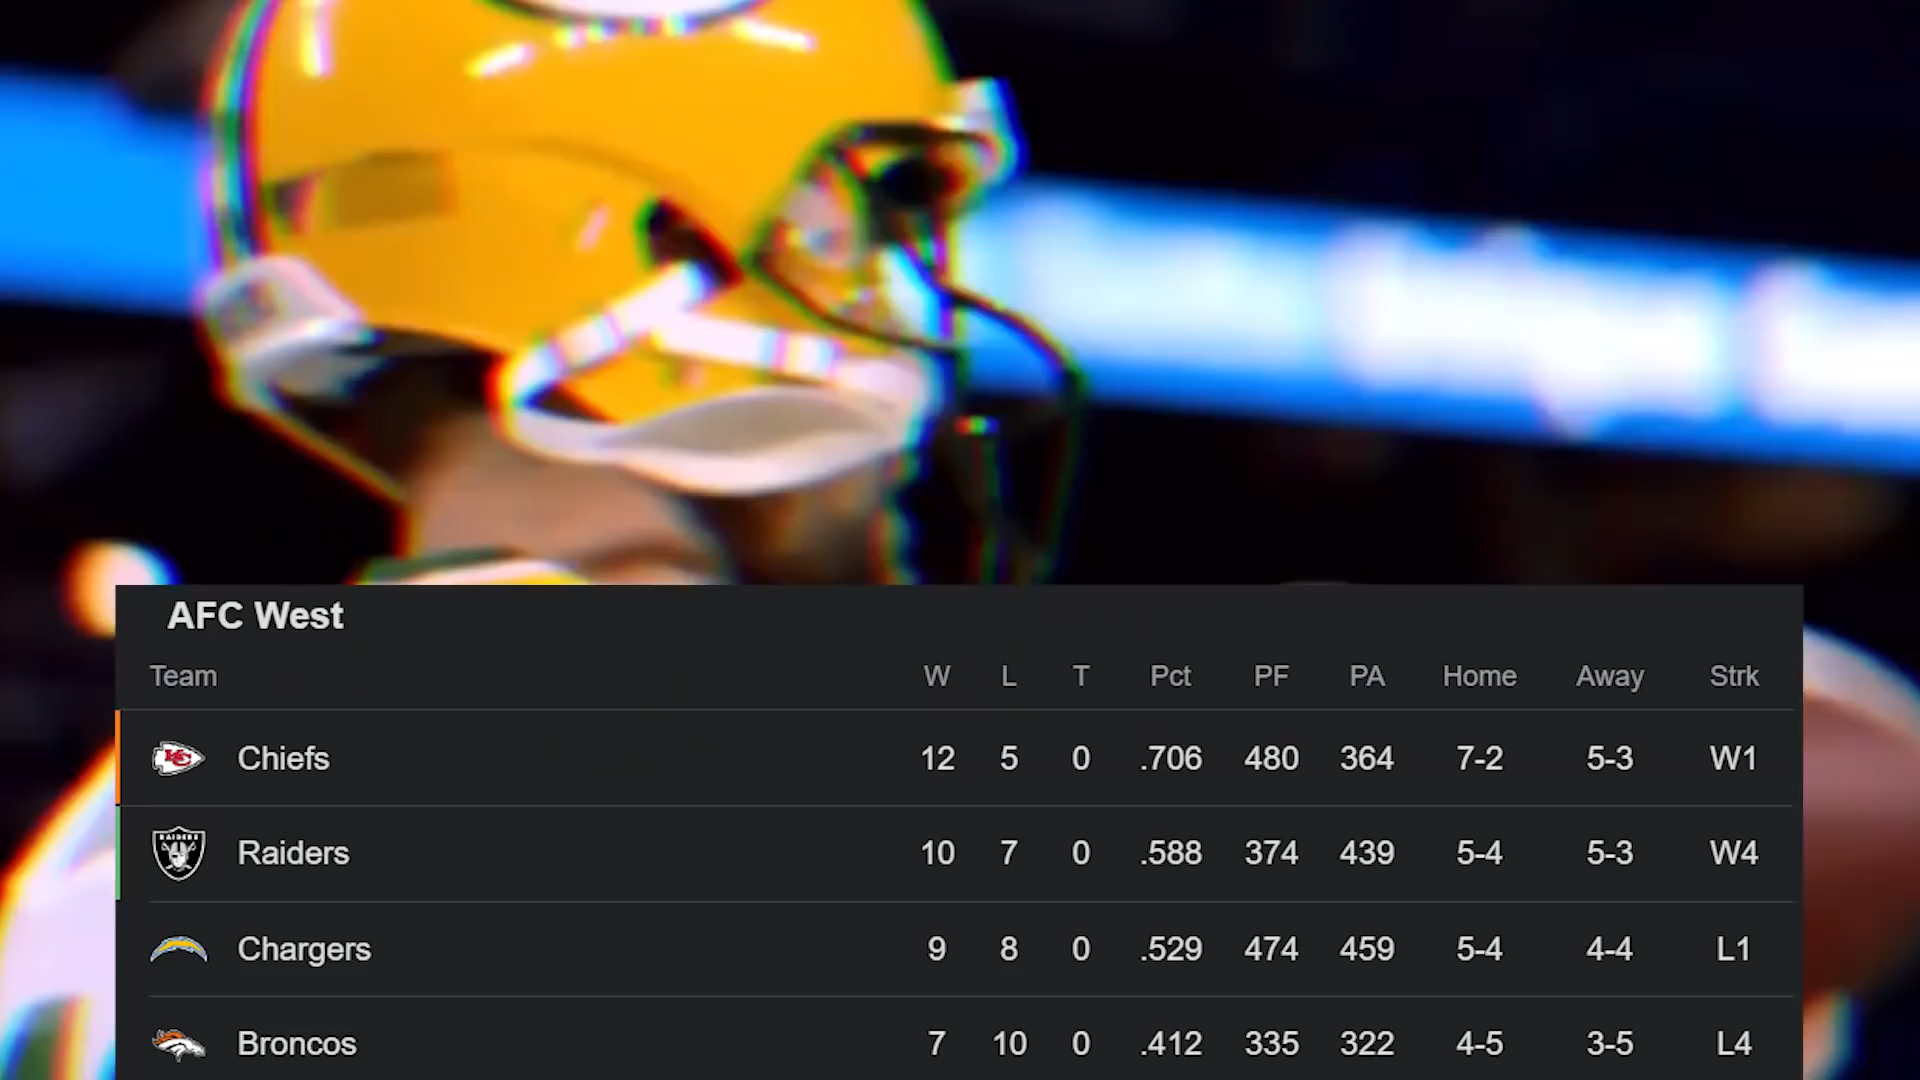 AFC West
Team W L T Pct PF PA Home Away Strk
Chiefs 12 5 0 .706 480 364 7-2 5-3 W1
RAIDERS
Raiders 10 7 0 .588 374 439 5-4 5-3 W4
Chargers 9 8 0 .529 474 459 5-4 4-4 L1
Broncos 7 10 0 .412 335 322 4-5 3-5 L4